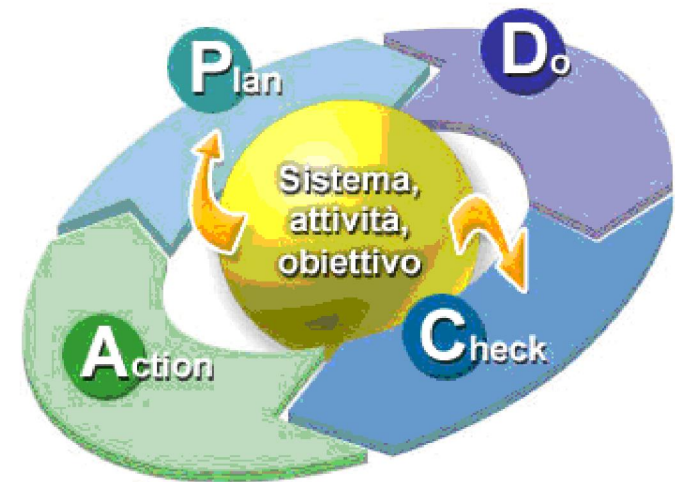 Plan
Do
Sistema,
attività,
obiettivo
Check
Action